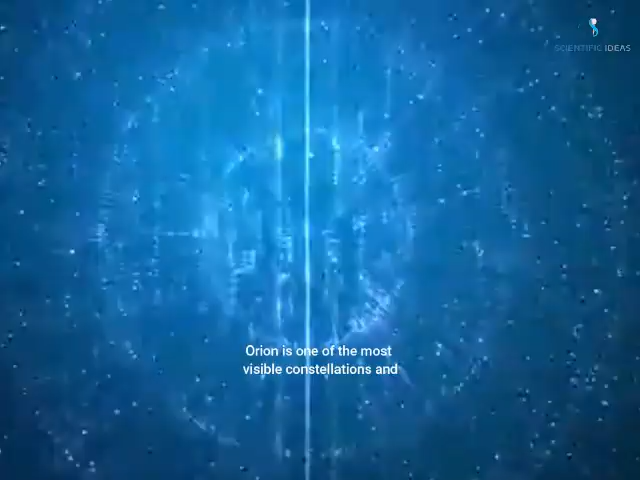 SCIENTIFIC IDEAS
Orion is one of the most
visible constellations and